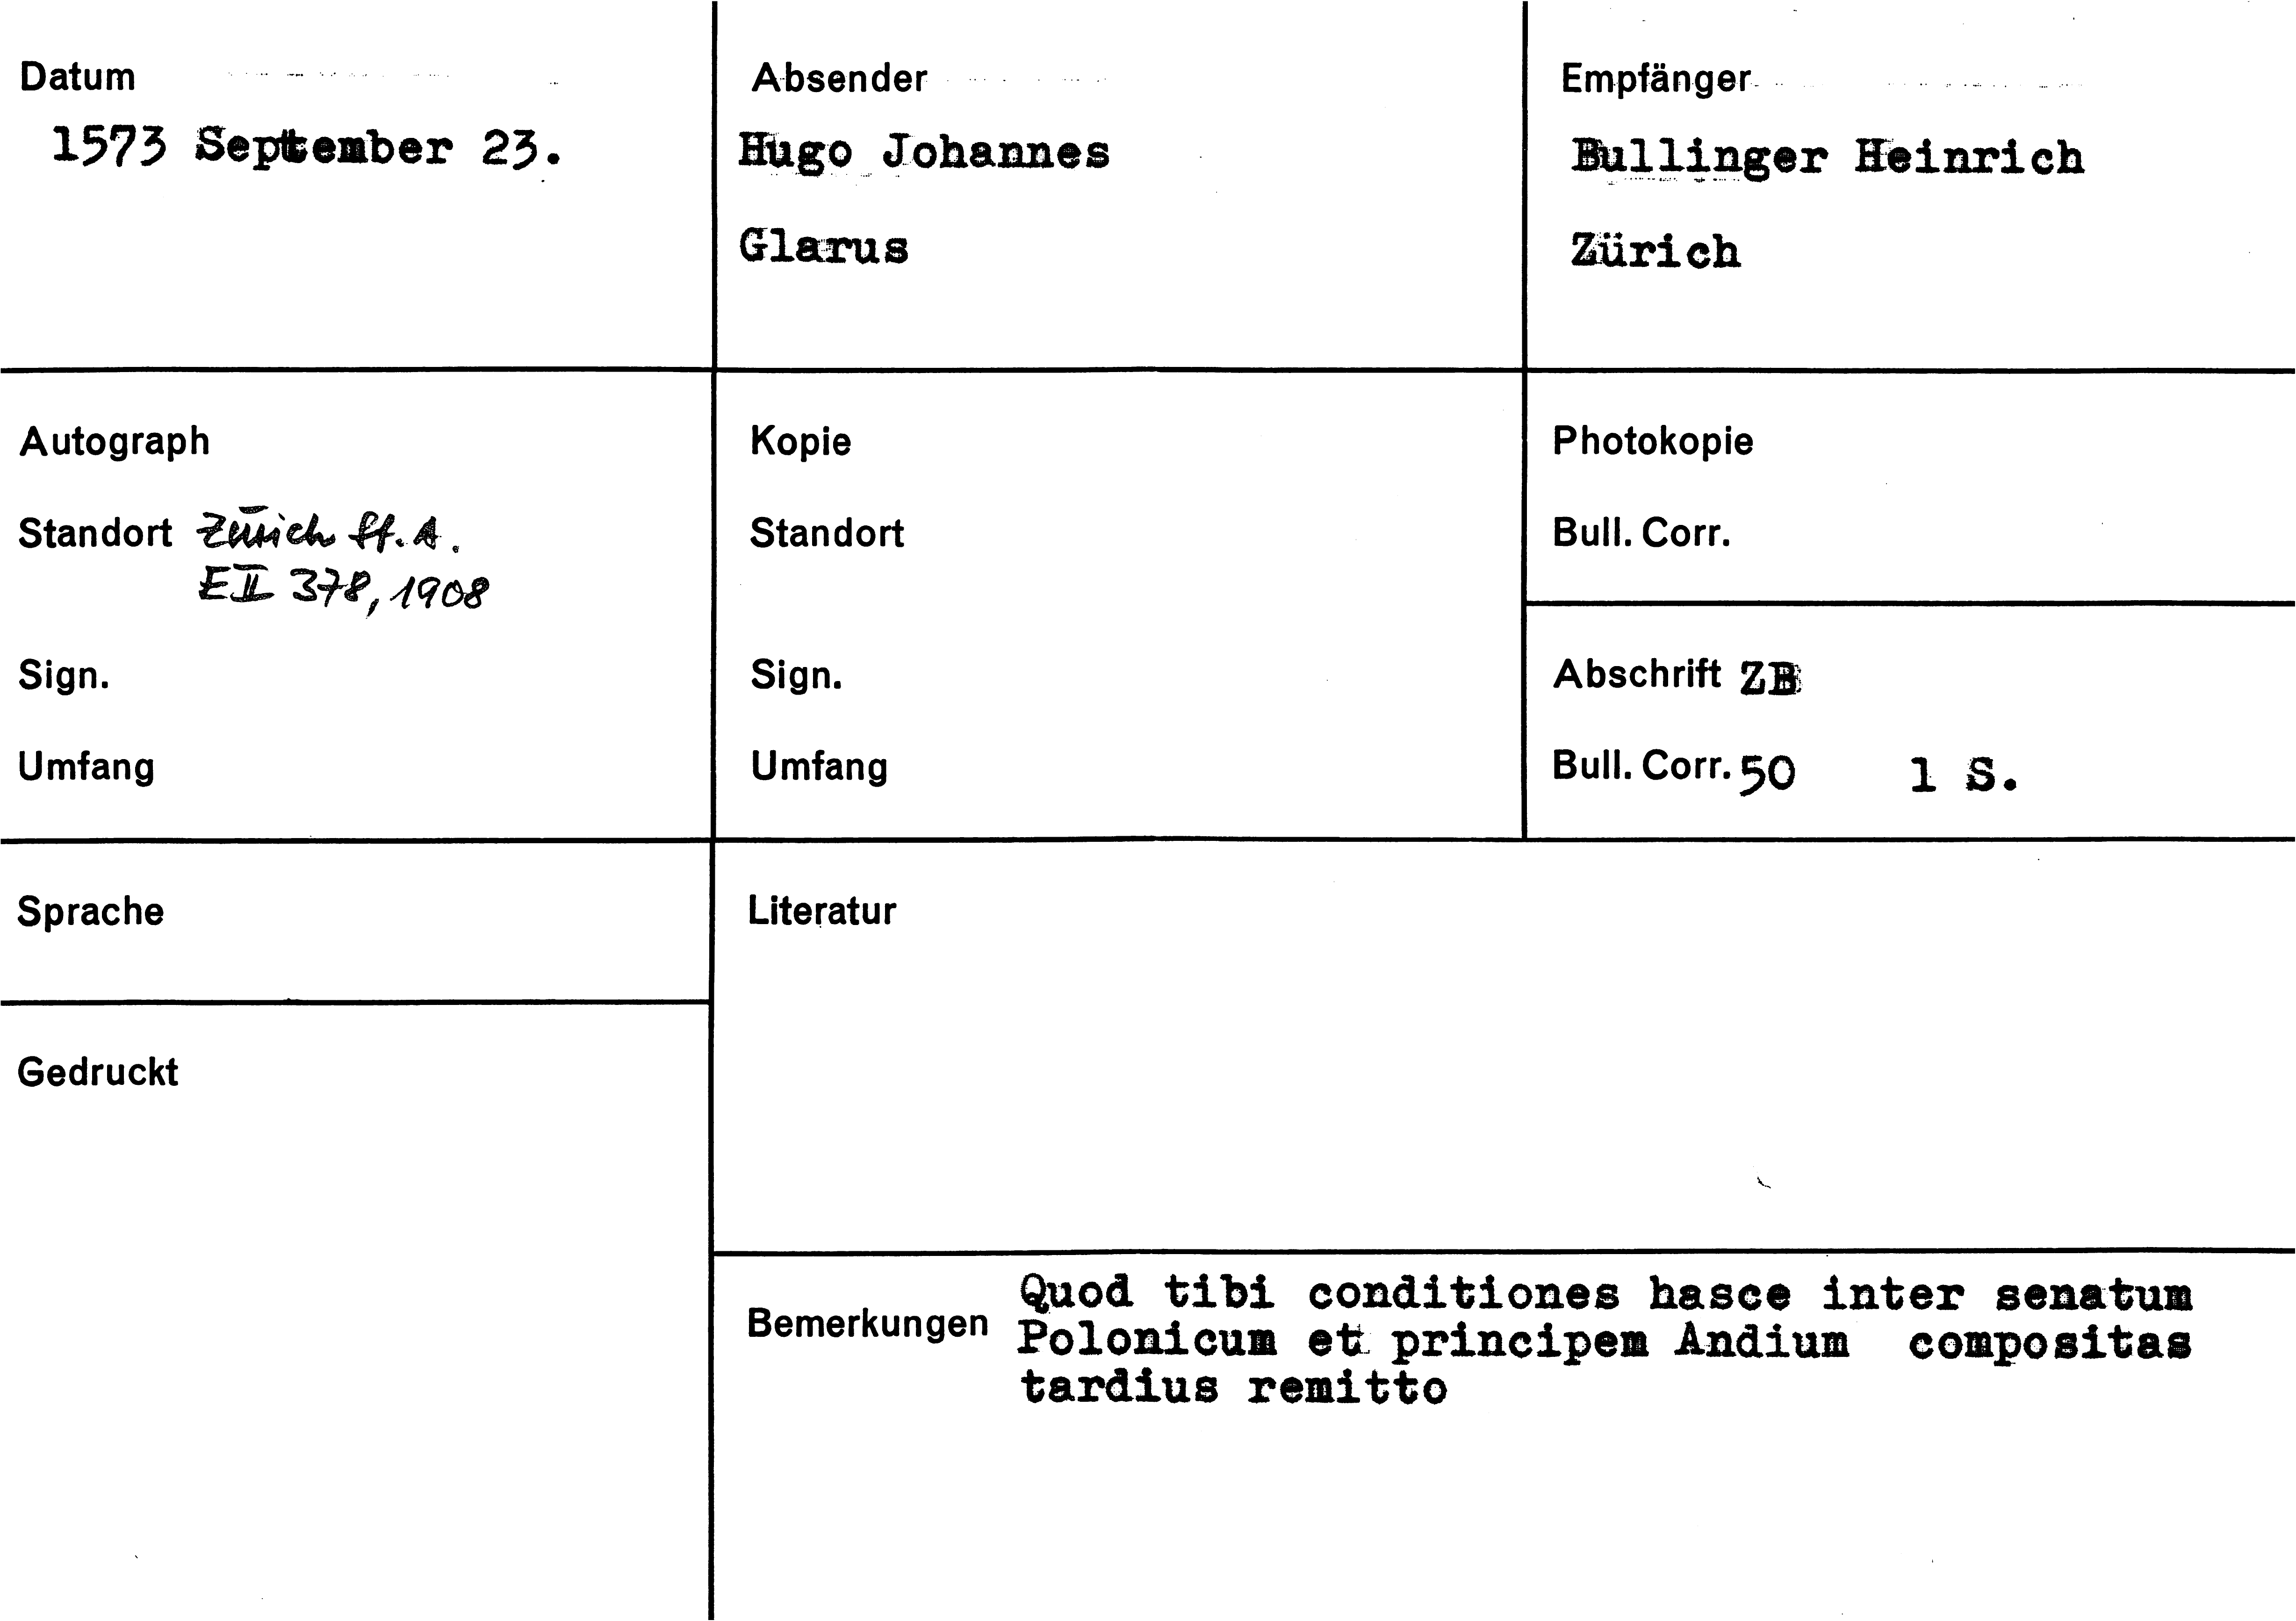 Datum
1573 September 23.
Absender
Hugo Johannes
Glarus
Empfänger
Bullinger Heinrich
Zürich
Autograph
Standort Zürich St. A.
E II 378, 1908
Sign.
Umfang
Kopie
Standort
Sign.
Umfang
Photokopie
Bull. Corr.
Abschrift ZB
Bull. Corr. 50 1 S.
Sprache
Gedruckt
Literatur
Bemerkungen
Quod tibi conditiones hasce inter senatum
Polonicum et principem Andium compositas
tardius remitto